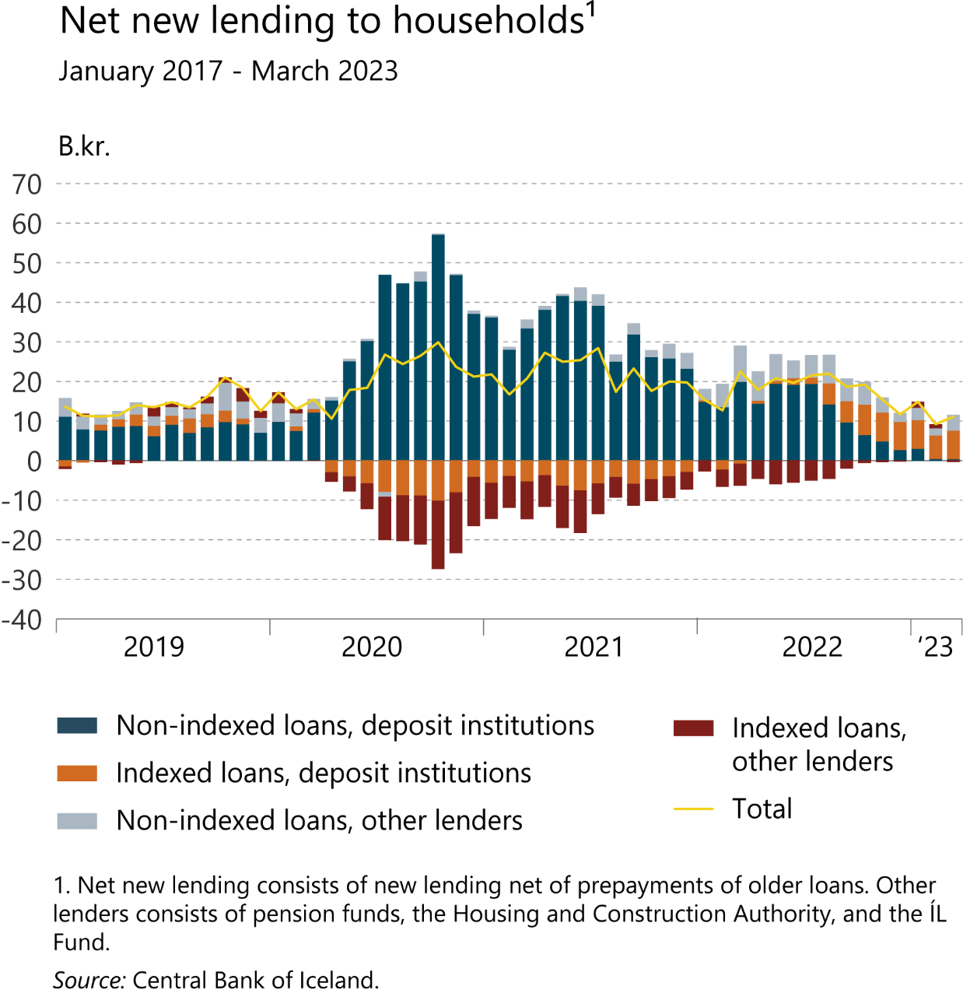 Net new lending to households¹
January 2017 - March 2023
B.kr.
70
60
50
40
30
20
10
0
-10
-20
-30
-40
2019 2020 2021 2022 ‘23
Non-indexed loans, deposit institutions
Indexed loans, deposit institutions
Non-indexed loans, other lenders
Indexed loans,
other lenders
Total
1. Net new lending consists of new lending net of prepayments of older loans. Other
lenders consists of pension funds, the Housing and Construction Authority, and the ÍL
Fund.
Source: Central Bank of Iceland.